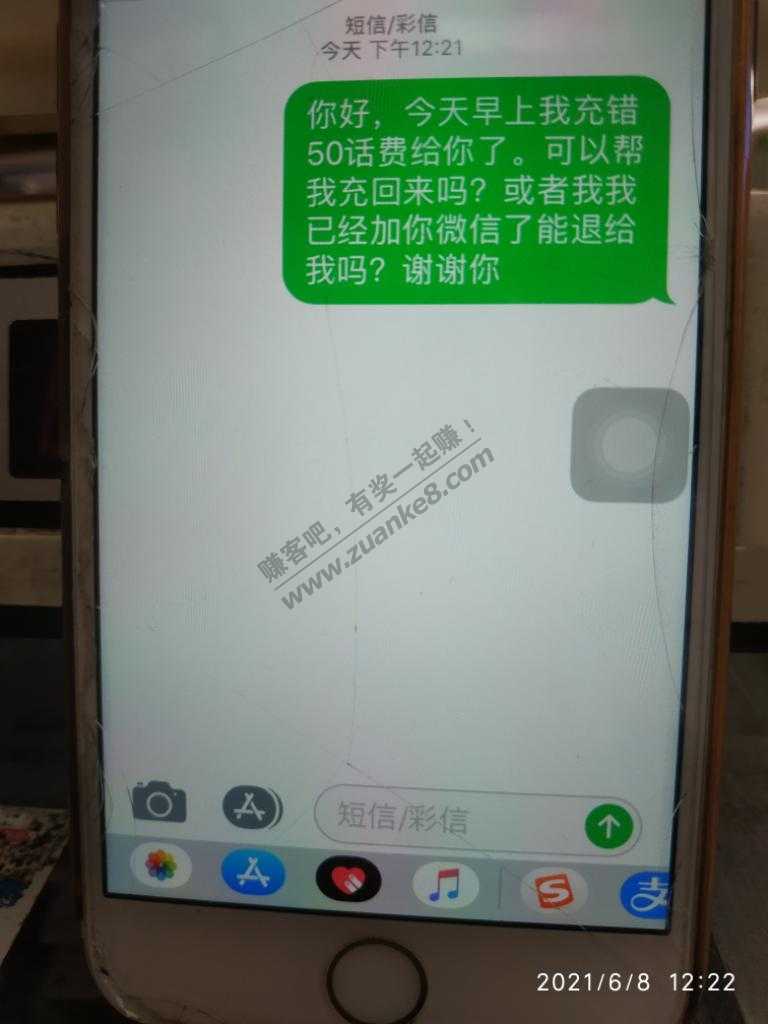 短信/彩信
今天 下午12:21
你好，今天早上我充错
50话费给你了。可以帮
我充回来吗？或者我我
已经加你微信了能退给
我吗？谢谢你
赚客吧，有奖一起赚！
www.zuanke8.com
短信/彩信
支
2021/6/8 12:22